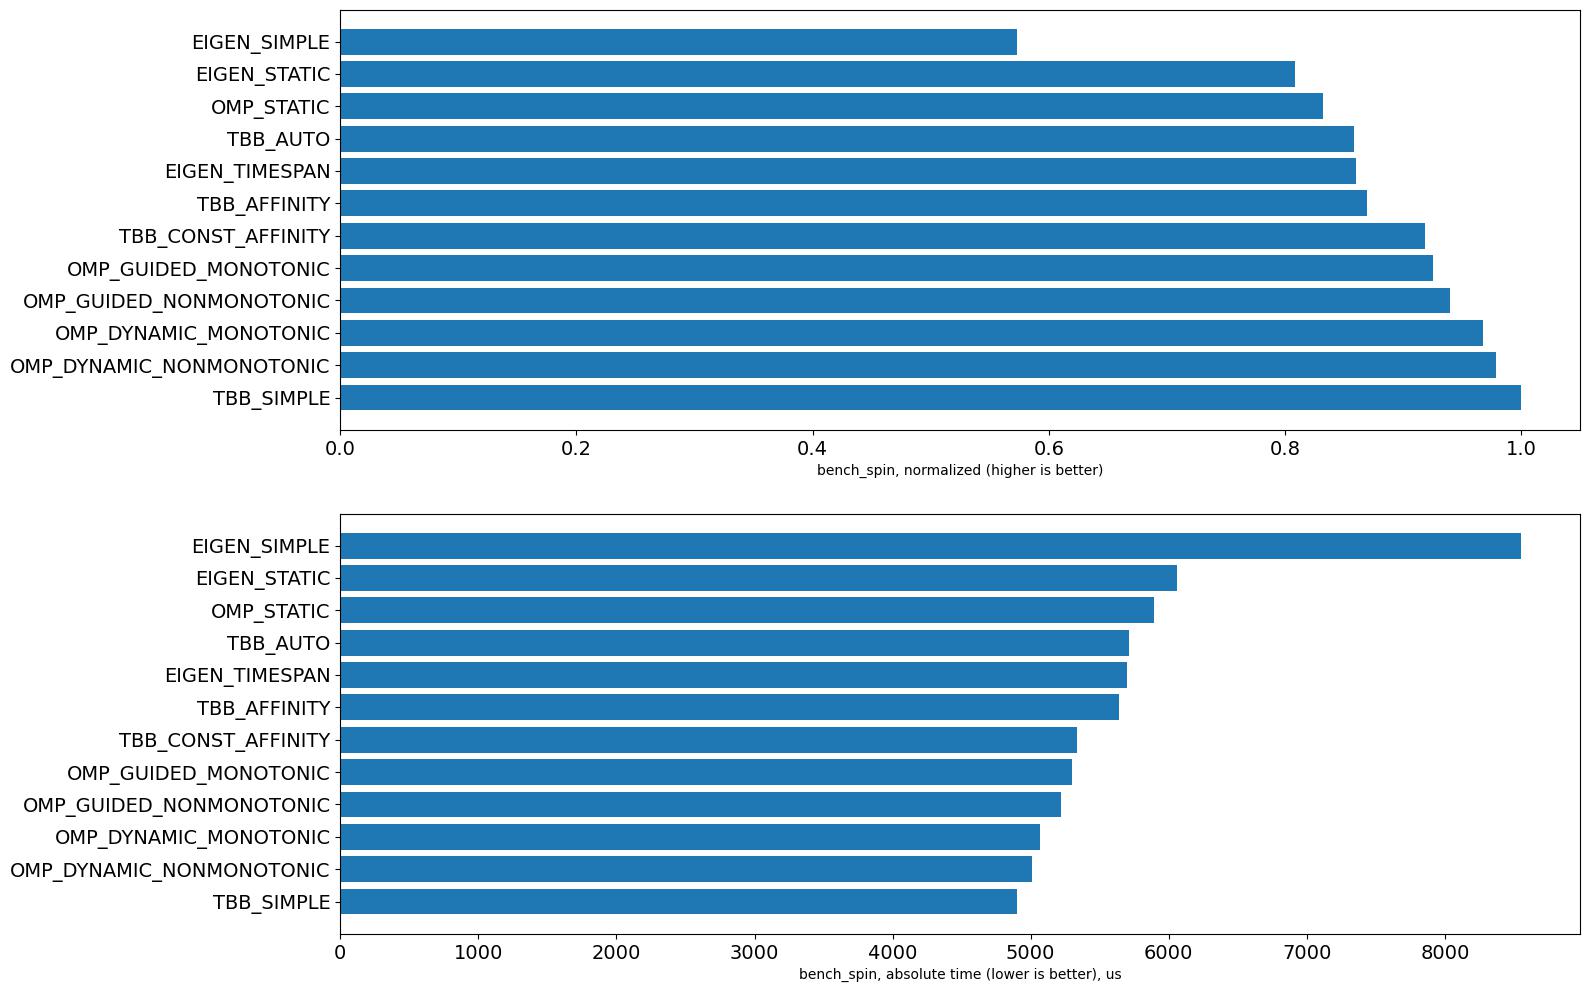 EIGEN_SIMPLE
EIGEN_STATIC
OMP_STATIC
TBB_AUTO
EIGEN_TIMESPAN
TBB_AFFINITY
TBB_CONST_AFFINITY
OMP_GUIDED_MONOTONIC
OMP_GUIDED_NONMONOTONIC
OMP_DYNAMIC_MONOTONIC
OMP_DYNAMIC_NONMONOTONIC
TBB_SIMPLE
0.0 0.2 0.4 0.6 0.8 1.0
bench_spin, normalized (higher is better)
EIGEN_SIMPLE
EIGEN_STATIC
OMP_STATIC
TBB_AUTO
EIGEN_TIMESPAN
TBB_AFFINITY
TBB_CONST_AFFINITY
OMP_GUIDED_MONOTONIC
OMP_GUIDED_NONMONOTONIC
OMP_DYNAMIC_MONOTONIC
OMP_DYNAMIC_NONMONOTONIC
TBB_SIMPLE
0 1000 2000 3000 4000 5000 6000 7000 8000
bench_spin, absolute time (lower is better), us